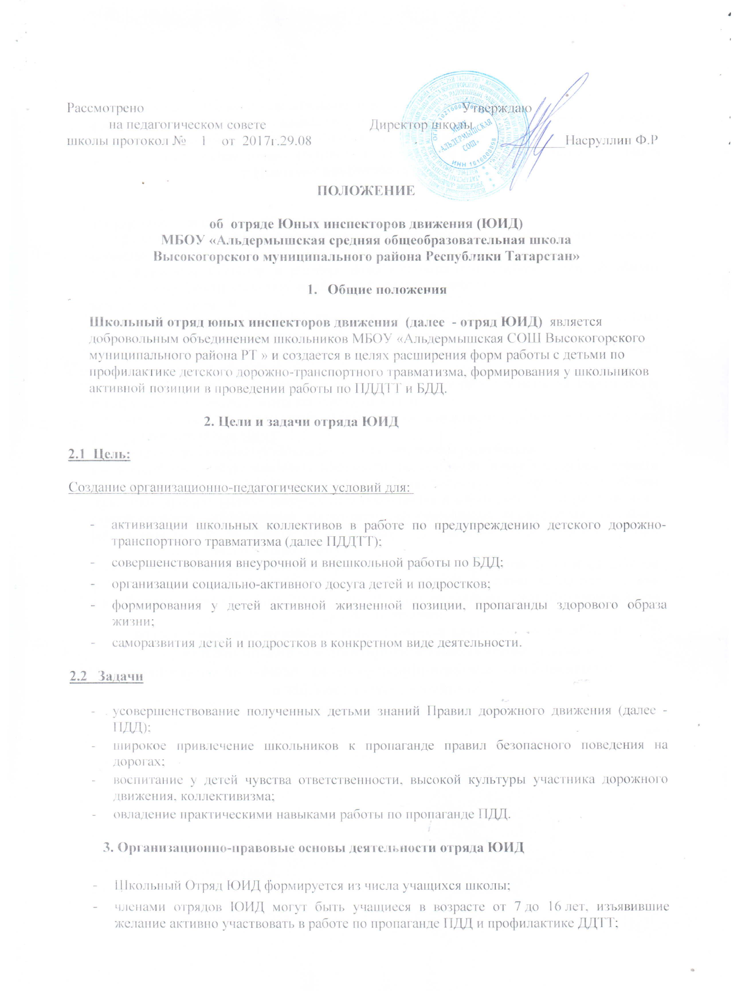 Рассмотрено Утверждаю
на педагогическом совете Директор школы
школы протокол № 1 от 2017г.29.08 ________Насруллин Ф.Р
МБОУ
«АЛЬДЕРМЫШСКАЯ
СОШ»
ИНН 1616008898
ПОЛОЖЕНИЕ
об отряде Юных инспекторов движения (ЮИД)
МБОУ «Альдермышская средняя общеобразовательная школа
Высокогорского муниципального района Республики Татарстан»
1. Общие положения
Школьный отряд юных инспекторов движения (далее - отряд ЮИД) является
добровольным объединением школьников МБОУ «Альдермышская СОШ Высокогорского
муниципального района РТ » и создается в целях расширения форм работы с детьми по
профилактике детского дорожно-транспортного травматизма, формирования у школьников
активной позиции в проведении работы по ПДДТТ и БДД.
2. Цели и задачи отряда ЮИД
2.1 Цель:
Создание организационно-педагогических условий для:
- активизации школьных коллективов в работе по предупреждению детского дорожно-
транспортного травматизма (далее ПДДТТ);
- совершенствования внеурочной и внешкольной работы по БДД;
- организации социально-активного досуга детей и подростков;
- формирования у детей активной жизненной позиции, пропаганды здорового образа
жизни;
- саморазвития детей и подростков в конкретном виде деятельности.
2.2 Задачи
- усовершенствование полученных детьми знаний Правил дорожного движения (далее -
ПДД);
- широкое привлечение школьников к пропаганде правил безопасного поведения на
дорогах;
- воспитание у детей чувства ответственности, высокой культуры участника дорожного
движения, коллективизма;
- овладение практическими навыками работы по пропаганде ПДД.
3. Организационно-правовые основы деятельности отряда ЮИД
- Школьный Отряд ЮИД формируется из числа учащихся школы;
- членами отрядов ЮИД могут быть учащиеся в возрасте от 7 до 16 лет, изъявившие
желание активно участвовать в работе по пропаганде ПДД и профилактике ДДТТ;